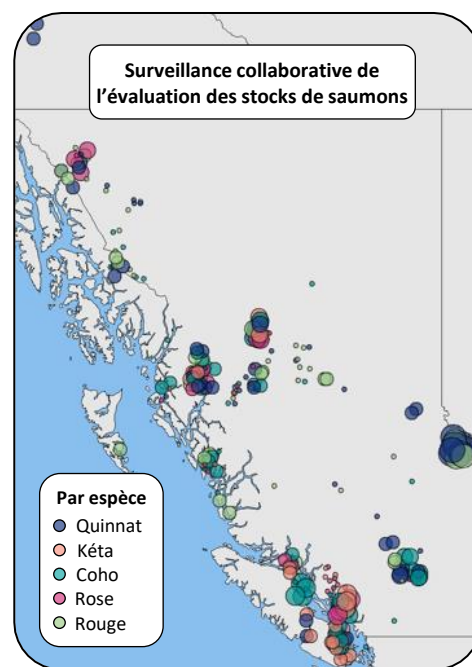 Surveillance collaborative de
l'évaluation des stocks de saumons
Par espèce
Quinnat
Kéta
Coho
Rose
Rouge